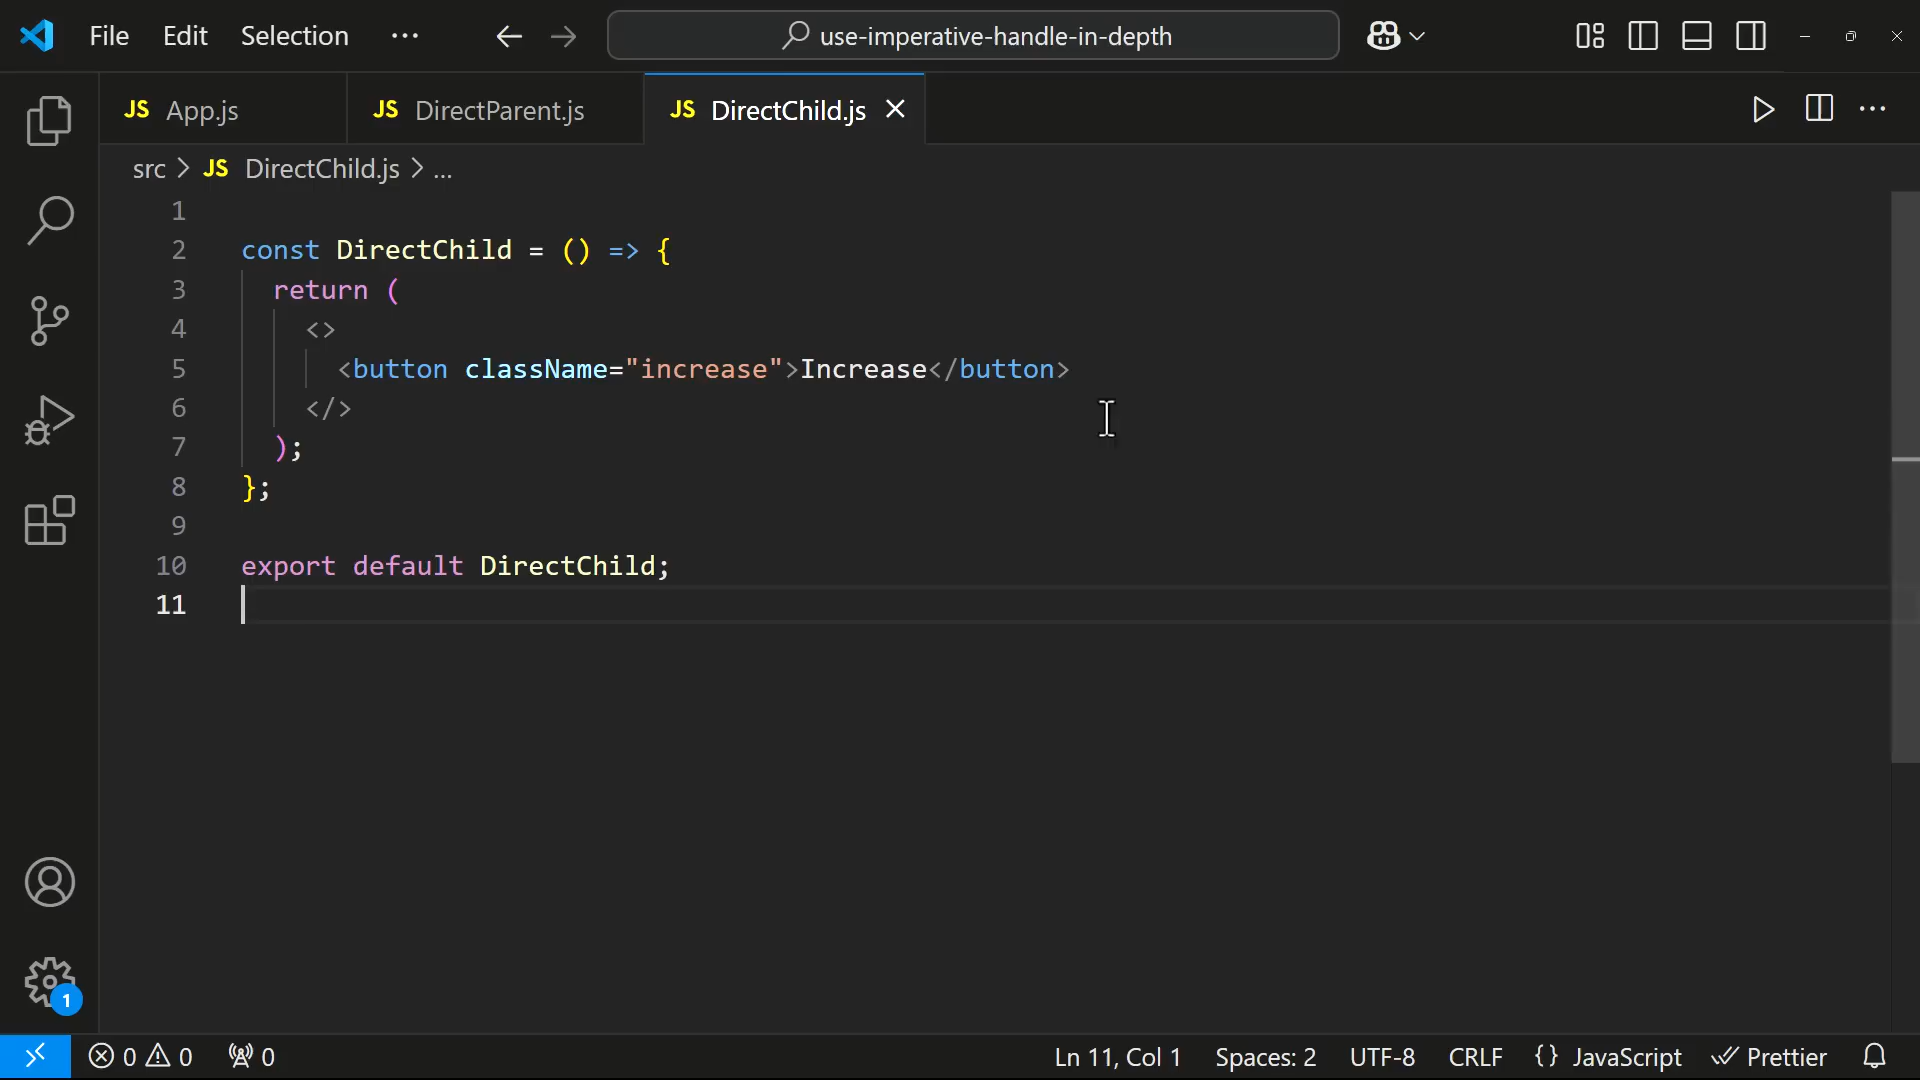 File Edit Selection ··· use-imperative-handle-in-depth
JS App.js JS DirectParent.js JS DirectChild.js
src > JS DirectChild.js > ...
1
2 const DirectChild = () => {
3 return (
4 <>
5 <button className="increase">Increase</button>
6 </>
7 );
8 };
9
10 export default DirectChild;
11
1
0 0 0 Ln 11, Col 1 Spaces: 2 UTF-8 CRLF {} JavaScript Prettier